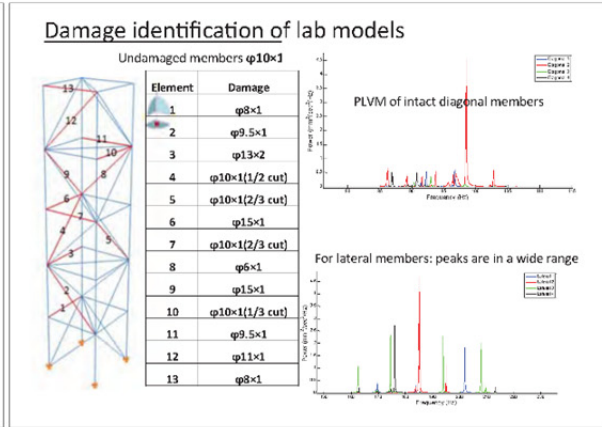 Damage identification of lab models
Undamaged members φ10×1
Element Damage
1 φ8×1
2 φ9.5×1
3 φ13×2
4 φ10×1(1/2 cut)
5 φ10×1(2/3 cut)
6 φ15×1
7 φ10×1(2/3 cut)
8 φ6×1
9 φ15×1
10 φ10×1(1/3 cut)
11 φ9.5×1
12 φ11×1
13 φ8×1
13
12
11
10
9
8
6
7
5
4
3
2
1
PLVM of intact diagonal members
Frequency (Hz)
For lateral members: peaks are in a wide range
Frequency (Hz)